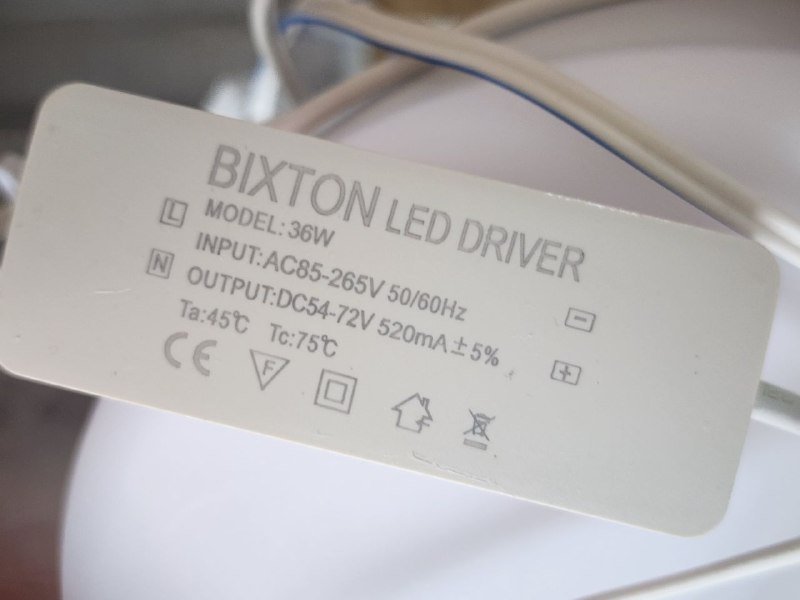 BIXTON LED DRIVER
L MODEL: 36W
INPUT:AC85-265V 50/60Hz -
N OUTPUT:DC54-72V 520mA±5% +
Ta:45℃ Tc:75℃
CE F